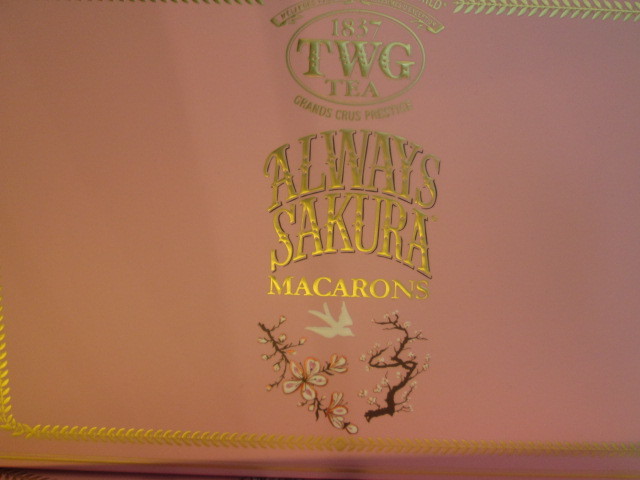 1837
TWG
TEA
GRANDS CRUS PRESTIGE
ALWAYS
SAKURA
MACARONS